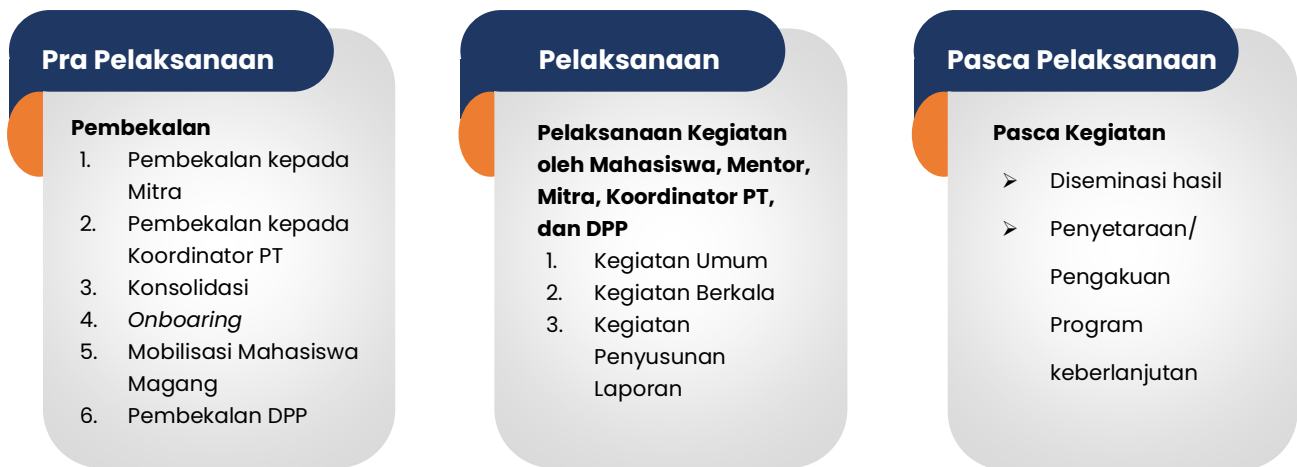 Pra Pelaksanaan
Pembekalan
1. Pembekalan kepada
Mitra
2. Pembekalan kepada
Koordinator PT
3. Konsolidasi
4. Onboaring
5. Mobilisasi Mahasiswa
Magang
6. Pembekalan DPP
Pelaksanaan
Pelaksanaan Kegiatan
oleh Mahasiswa, Mentor,
Mitra, Koordinator PT,
dan DPP
1. Kegiatan Umum
2. Kegiatan Berkala
3. Kegiatan
Penyusunan
Laporan
Pasca Pelaksanaan
Pasca Kegiatan
➢ Diseminasi hasil
➢ Penyetaraan/
Pengakuan
Program
keberlanjutan